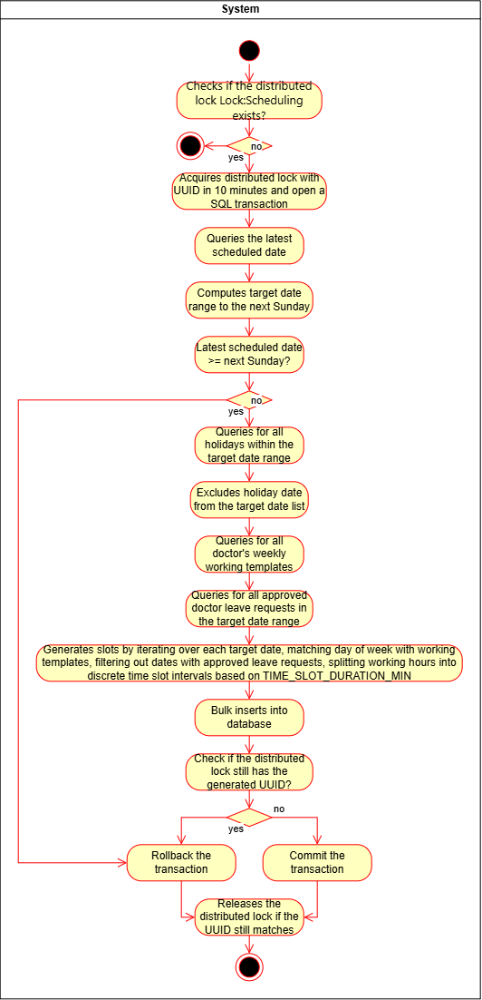 System
Checks if the distributed
lock Lock:Scheduling
exists?
no
yes
Acquires distributed lock with
UUID in 10 minutes and open a
SQL transaction
Queries the latest
scheduled date
Computes target date
range to the next Sunday
Latest scheduled date
>= next Sunday?
no
yes
Queries for all
holidays within the
target date range
Excludes holiday date
from the target date list
Queries for all
doctor's weekly
working templates
Queries for all approved
doctor leave requests in
the target date range
Generates slots by iterating over each target date, matching day of week with working
templates, filtering out dates with approved leave requests, splitting working hours into
discrete time slot intervals based on TIME_SLOT_DURATION_MIN
Bulk inserts into
database
Check if the distributed
lock still has the
generated UUID?
no
yes
Rollback the
transaction
Commit the
transaction
Releases the
distributed lock if the
UUID still matches